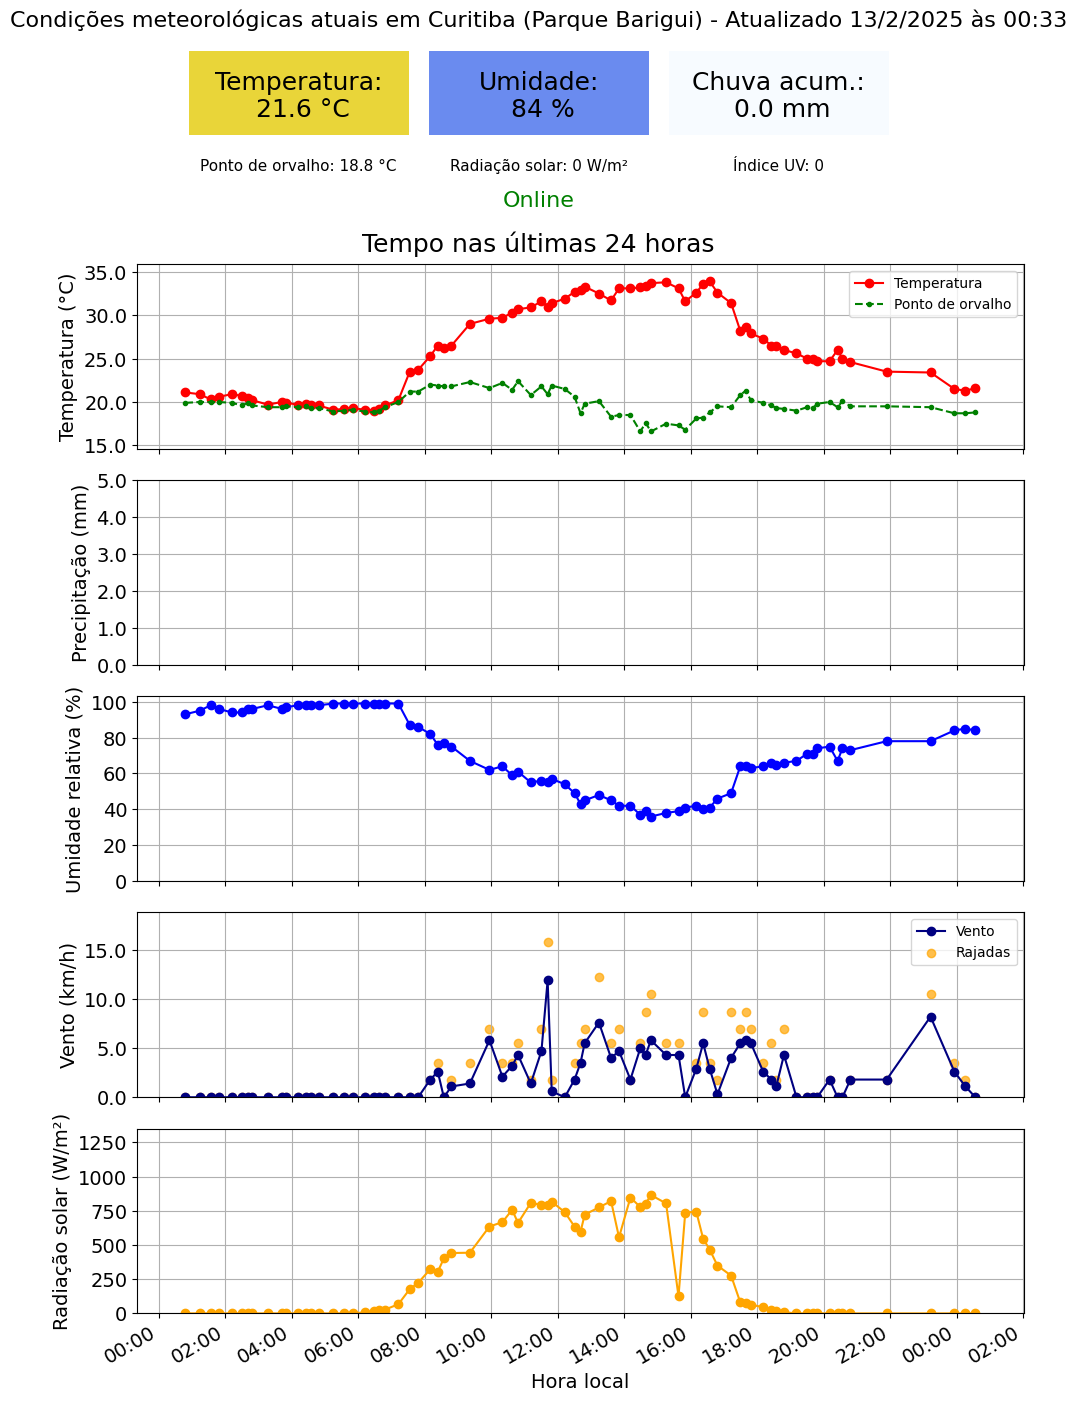 Condições meteorológicas atuais em Curitiba (Parque Barigui) - Atualizado 13/2/2025 às 00:33
Temperatura:
21.6 °C
Umidade:
84 %
Chuva acum.:
0.0 mm
Ponto de orvalho: 18.8 °C
Radiação solar: 0 W/m²
Índice UV: 0
Online
Tempo nas últimas 24 horas
Temperatura (°C)
35.0
30.0
25.0
20.0
15.0
Temperatura
Ponto de orvalho
Precipitação (mm)
5.0
4.0
3.0
2.0
1.0
0.0
Umidade relativa (%)
100
80
60
40
20
0
Vento (km/h)
15.0
10.0
5.0
0.0
Vento
Rajadas
Radiação solar (W/m²)
1250
1000
750
500
250
0
00:00
02:00
04:00
06:00
08:00
10:00
12:00
14:00
16:00
18:00
20:00
22:00
00:00
02:00
Hora local